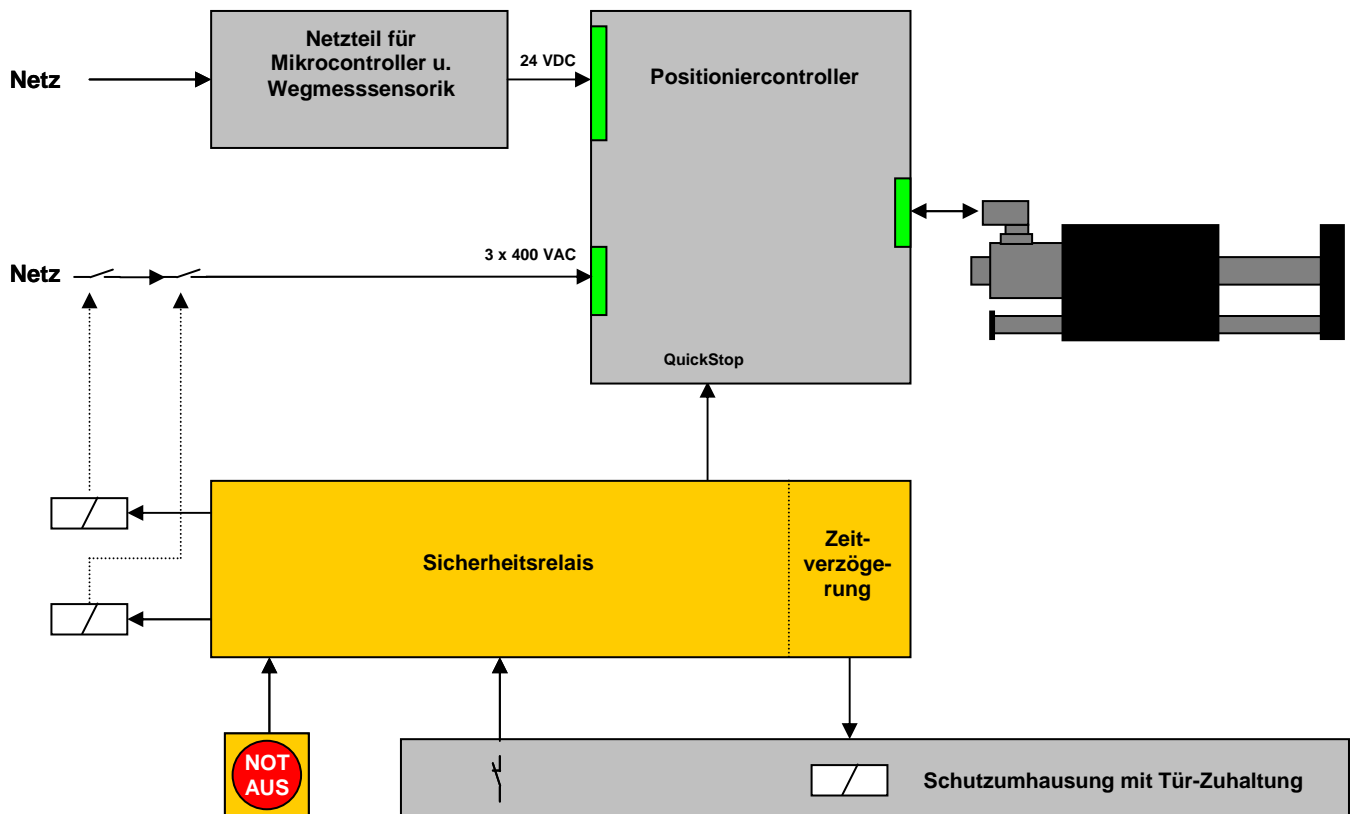 Netzteil für
Mikrocontroller u.
Wegmesssensorik
Netz
24 VDC
Positioniercontroller
Netz
3 x 400 VAC
QuickStop
Sicherheitsrelais
Zeit-
verzöge-
rung
NOT
AUS
Schutzumhausung mit Tür-Zuhaltung